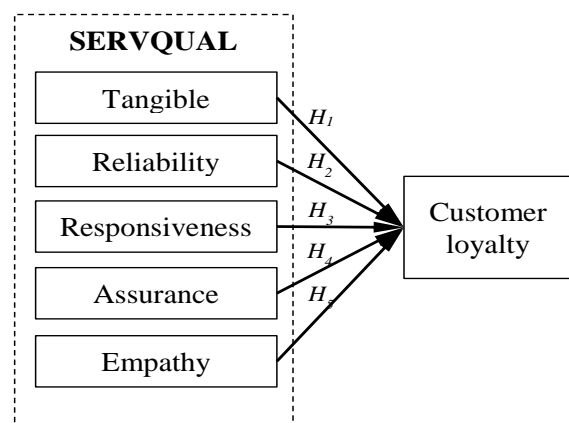 SERVQUAL
Tangible
Reliability
Responsiveness
Assurance
Empathy
H1
H2
H3
H4
H5
Customer
loyalty